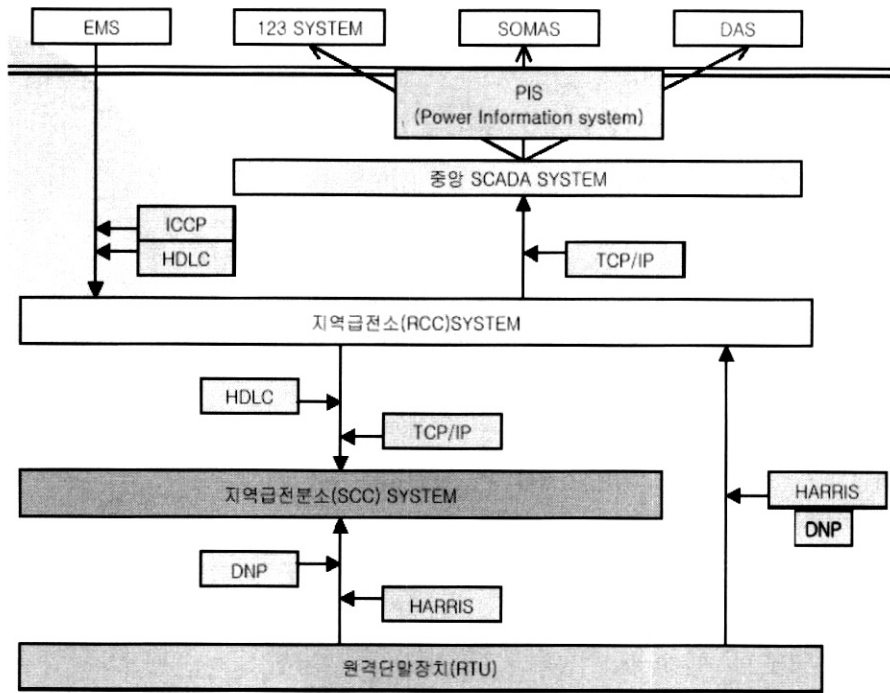 EMS
123 SYSTEM
SOMAS
DAS
PIS
(Power Information system)
중앙 SCADA SYSTEM
ICCP
HDLC
TCP/IP
지역급전소(RCC)SYSTEM
HDLC
TCP/IP
지역급전분소(SCC) SYSTEM
HARRIS
DNP
DNP
HARRIS
원격단말장치(RTU)